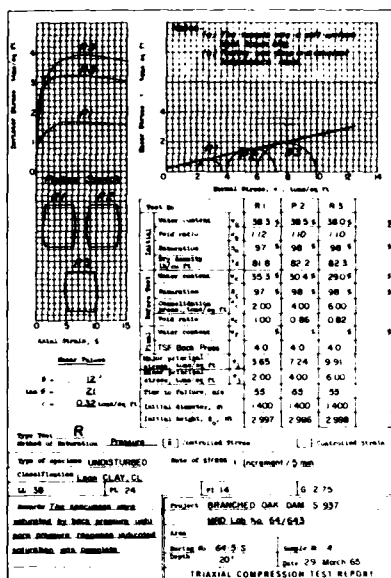 R3
R2
R1
Deviator Stress, tons/sq ft
Shear Stress, tons/sq ft
Normal Stress, σ, tons/sq ft
Axial Strain, %
Shear Values
φ = 12
tan φ = .21
c = 0.32 tons/sq ft
Test No. R1 R2 R3
Initial
Water content 38.3 % 38.5 % 38.0 %
Void ratio 1.12 1.10 1.10
Saturation 97 % 98 % 98 %
Dry density lb/cu ft 81.8 82.2 82.3
Before Test
Water content 35.3 % 30.4 % 29.0 %
Saturation 97 % 98 % 98 %
Consolidation press, tons/sq ft 2.00 4.00 6.00
Void ratio 1.00 0.86 0.82
Final
Water content % % %
TSF Back Press 4.0 4.0 4.0
Major principal stress, tons/sq ft 5.65 7.24 9.91
Minor principal stress, tons/sq ft 2.00 4.00 6.00
Time to failure, min 55 65 55
Initial diameter, in 1.400 1.400 1.400
Initial height, in 2.997 2.996 2.998
Type Test R
Method of Saturation Pressure Controlled Stress Controlled Strain
Type of specimen UNDISTURBED Rate of stress 1 increment / 5 min
Classification Lean CLAY, CL
LL 38 PL 24 PI 14 G 2.75
Remarks The specimens were saturated by back pressure until pore pressure response indicated saturation was complete.
Project BRANCHED OAK DAM S 937
MRD Lab No. 64/643
Area
Boring No. 64-5 S Sample No. 4
Depth 20' Date 29 March 65
TRIAXIAL COMPRESSION TEST REPORT